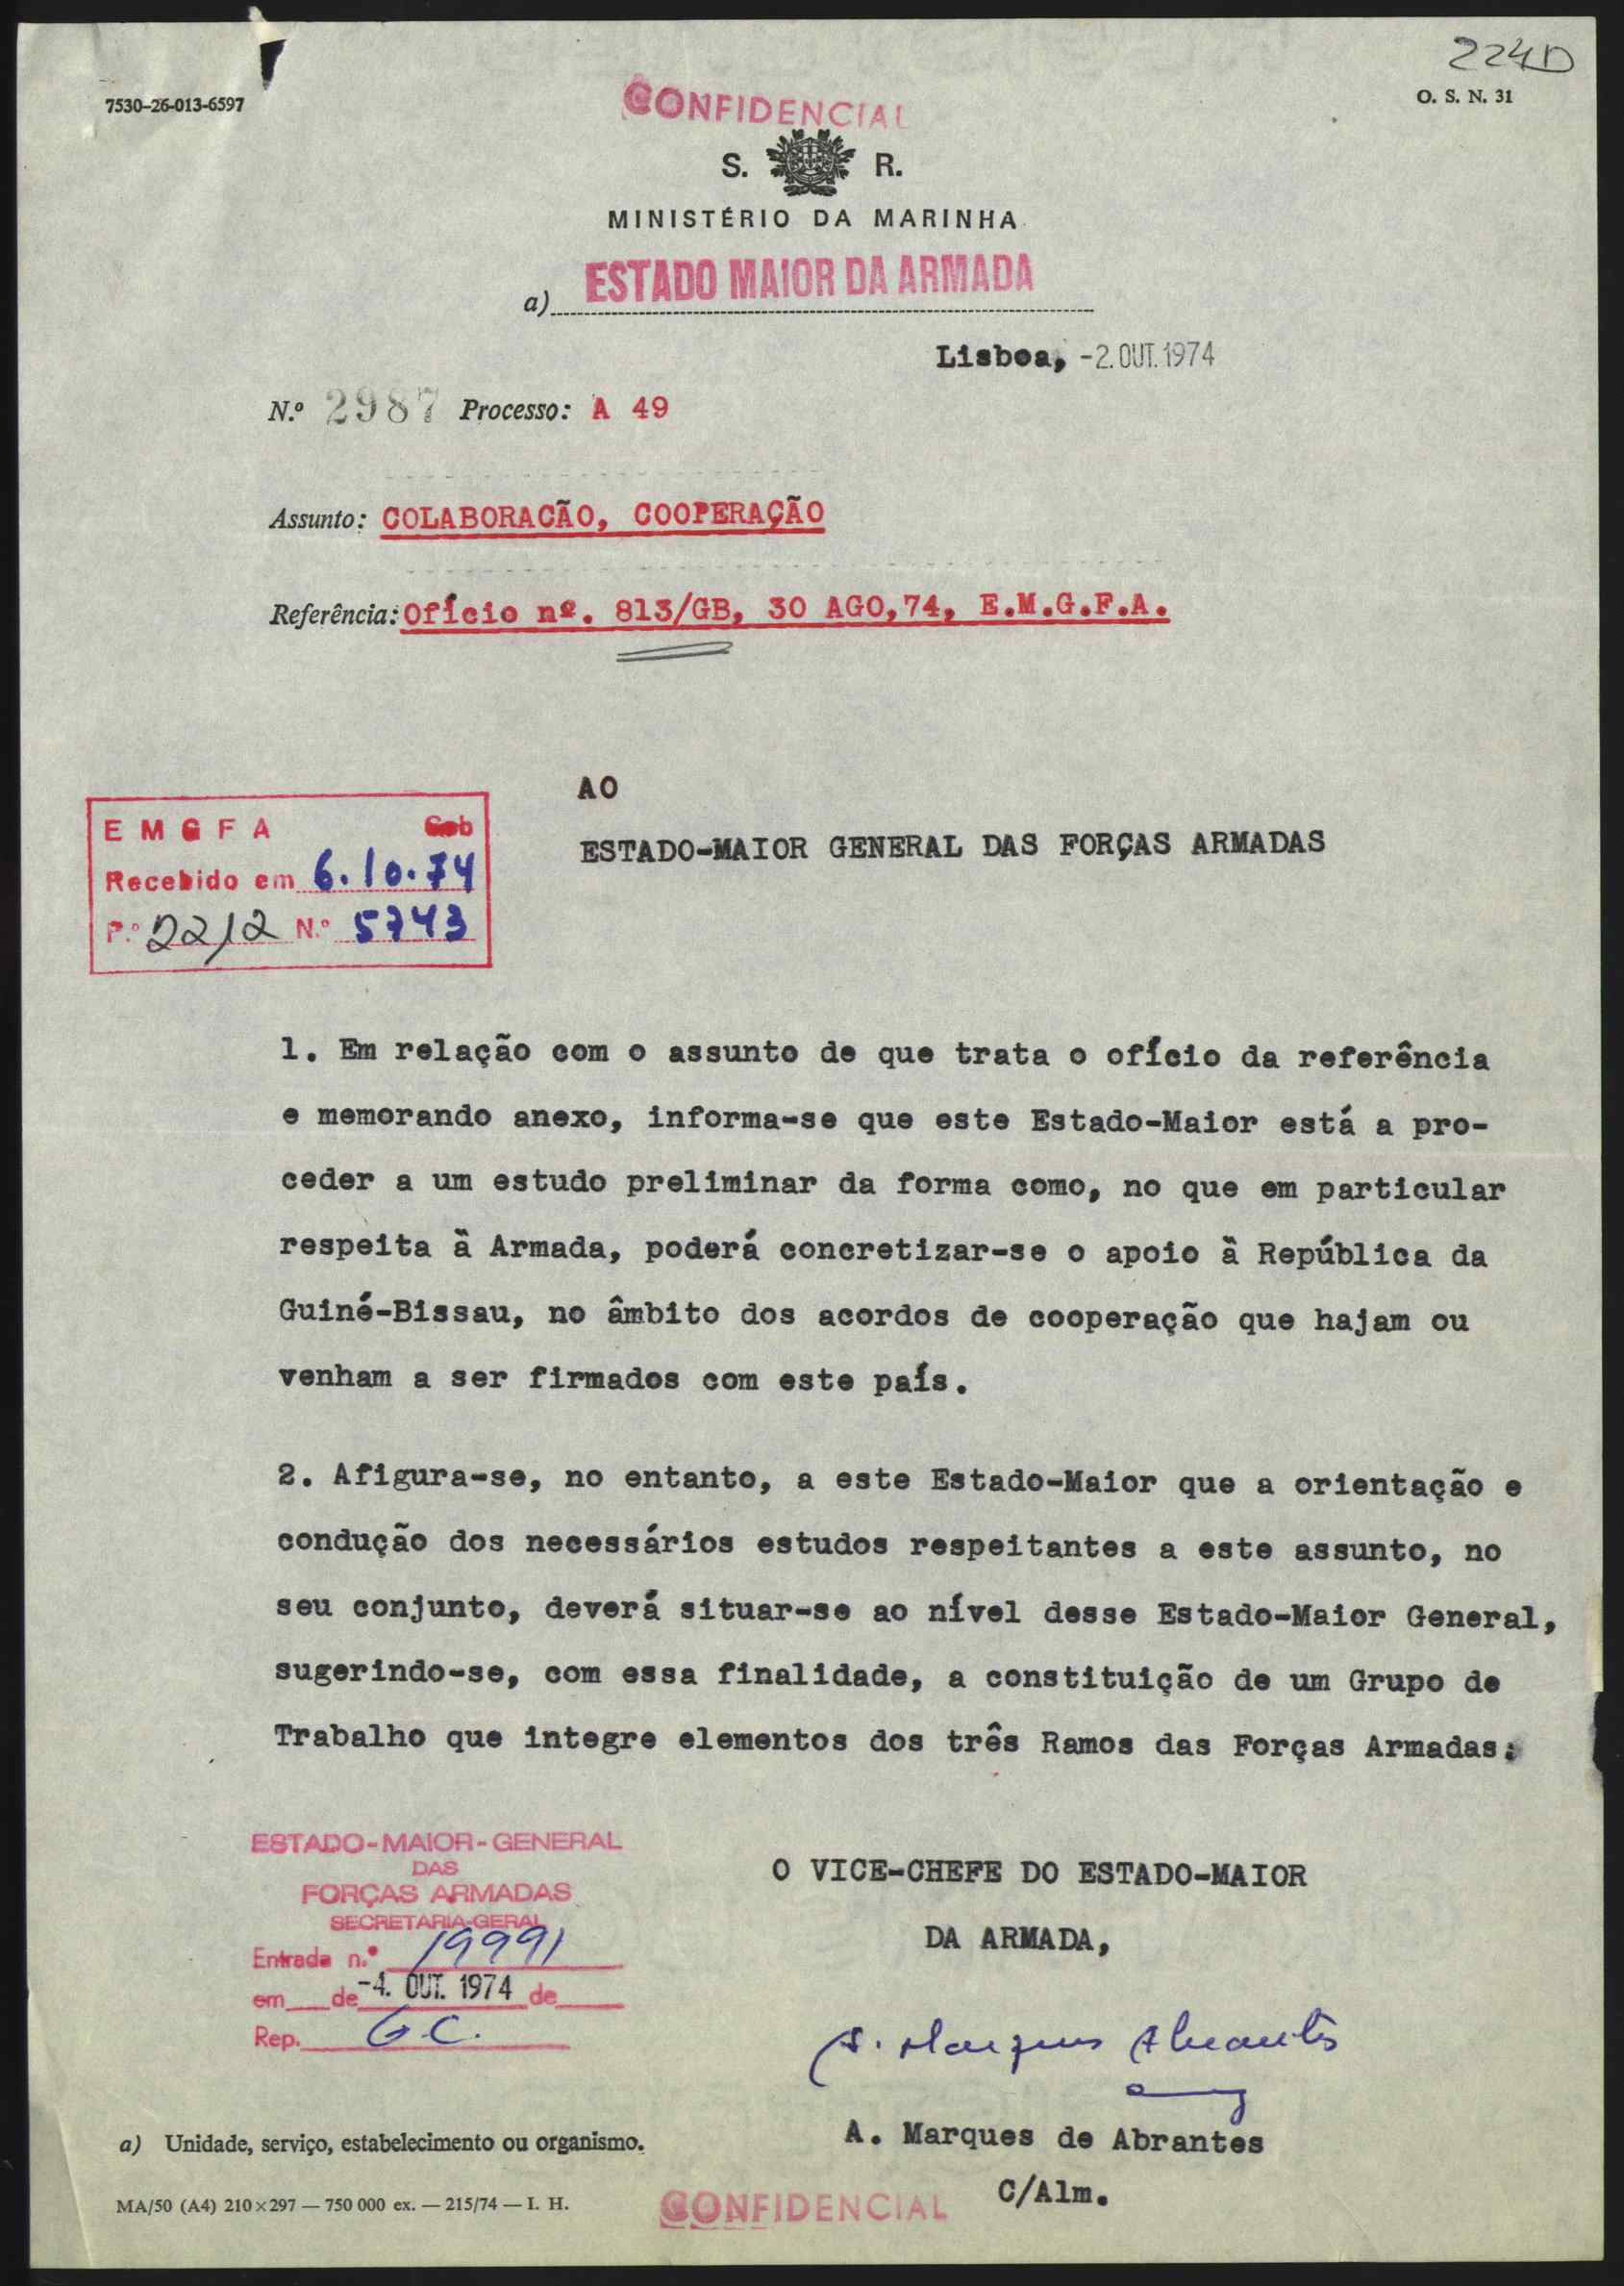 224D
7530-26-013-6597
O. S. N. 31
CONFIDENCIAL
S. R.
MINISTÉRIO DA MARINHA
a) ESTADO MAIOR DA ARMADA
Lisboa, -2. OUT. 1974
N.º 2987 Processo: A 49
Assunto: COLABORACÃO, COOPERAÇÃO
Referência: Ofício nº. 813/GB, 30 AGO,74, E.M.G.F.A.
AO
ESTADO-MAIOR GENERAL DAS FORÇAS ARMADAS
E M G F A Gab
Recebido em 6.10.74
P.º 22/2 N.º 5743
1. Em relação com o assunto de que trata o ofício da referência
e memorando anexo, informa-se que este Estado-Maior está a pro-
ceder a um estudo preliminar da forma como, no que em particular
respeita à Armada, poderá concretizar-se o apoio à República da
Guiné-Bissau, no âmbito dos acordos de cooperação que hajam ou
venham a ser firmados com este país.
2. Afigura-se, no entanto, a este Estado-Maior que a orientação e
condução dos necessários estudos respeitantes a este assunto, no
seu conjunto, deverá situar-se ao nível desse Estado-Maior General,
sugerindo-se, com essa finalidade, a constituição de um Grupo de
Trabalho que integre elementos dos três Ramos das Forças Armadas.
ESTADO-MAIOR-GENERAL
DAS
FORÇAS ARMADAS
SECRETARIA-GERAL
Entrada n.º 19991
em de -4. OUT. 1974 de
Rep. G C.
O VICE-CHEFE DO ESTADO-MAIOR
DA ARMADA,
A. Marques Abrantes
A. Marques de Abrantes
C/Alm.
a) Unidade, serviço, estabelecimento ou organismo.
MA/50 (A4) 210×297 — 750 000 ex. — 215/74 — I. H.
CONFIDENCIAL